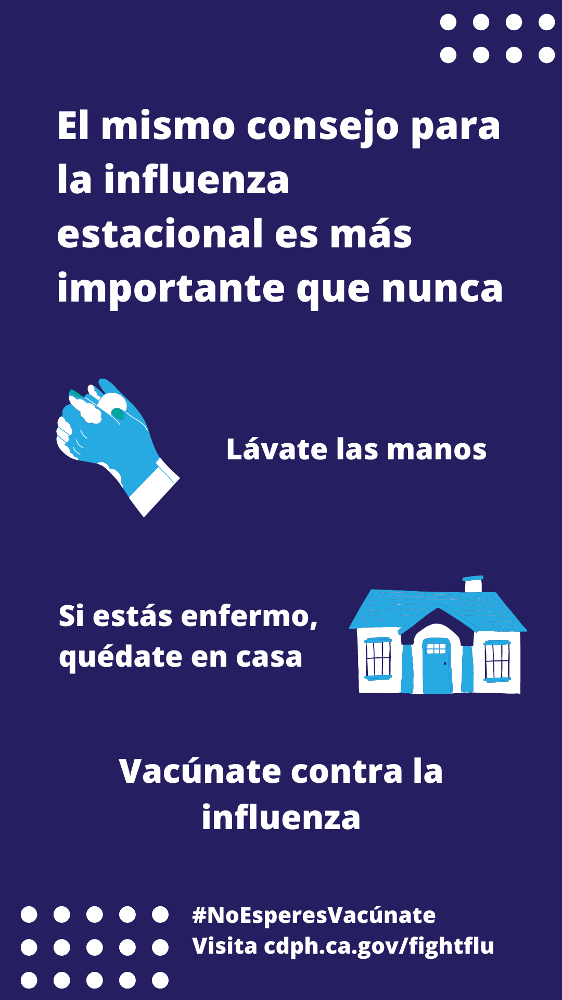 El mismo consejo para
la influenza
estacional es más
importante que nunca
Lávate las manos
Si estás enfermo,
quédate en casa
Vacúnate contra la
influenza
#NoEsperesVacúnate
Visita cdph.ca.gov/fightflu